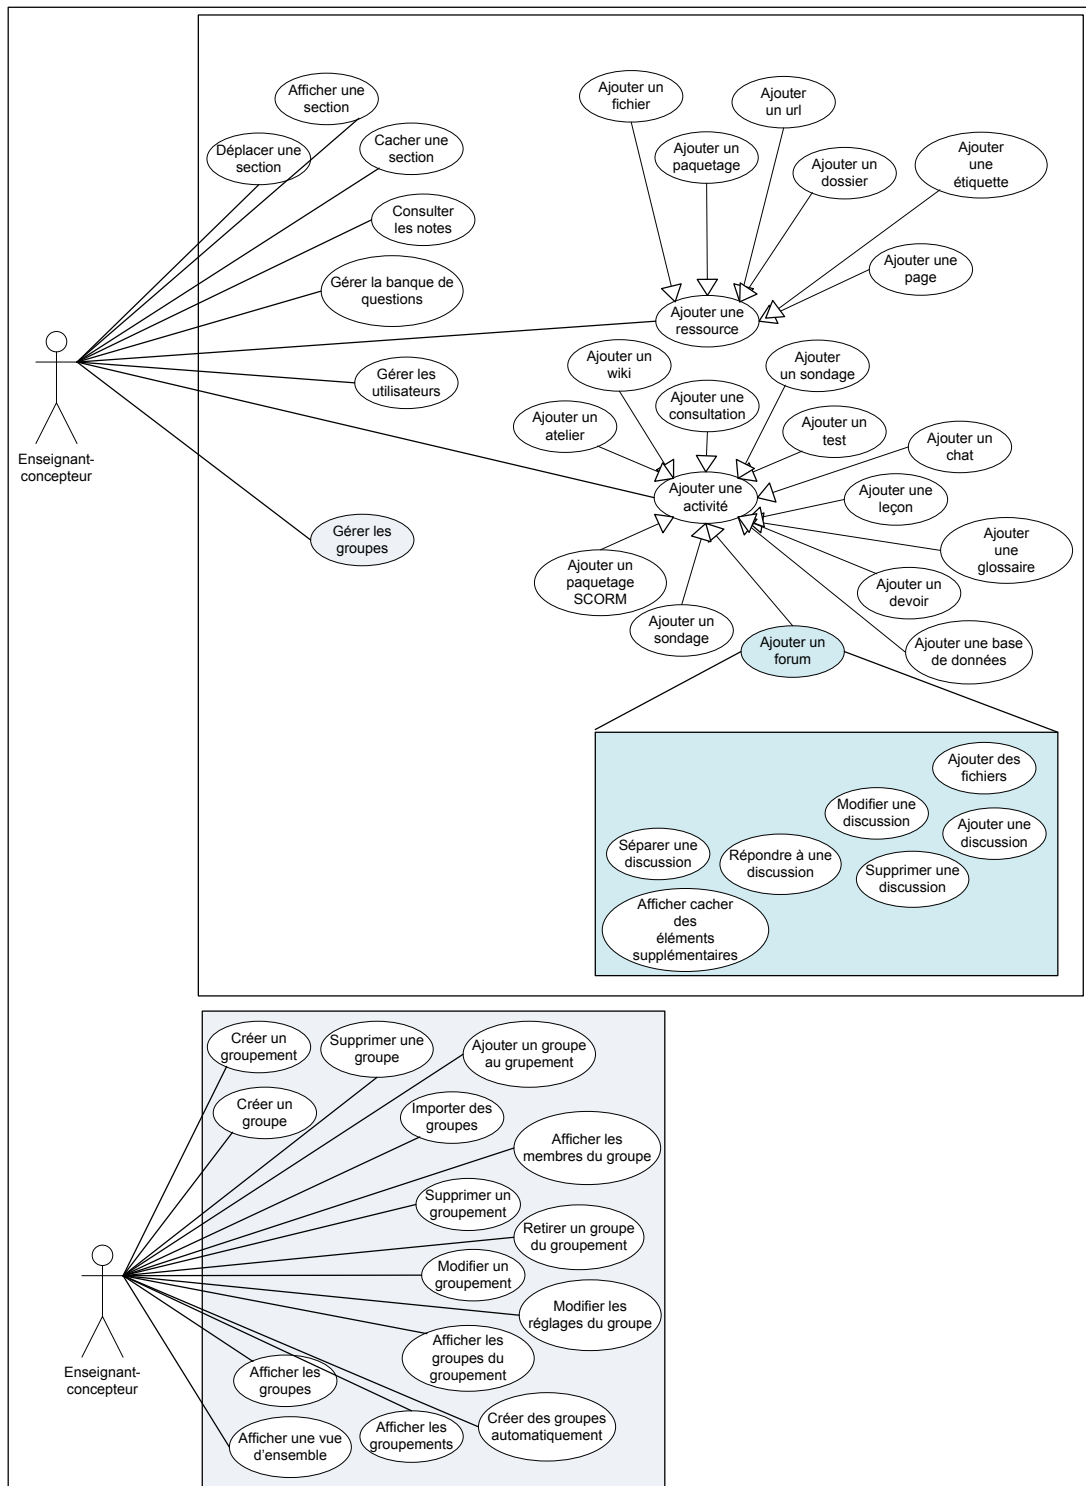 Afficher une
section
Déplacer une
section
Cacher une
section
Consulter
les notes
Gérer la banque de
questions
Gérer les
utilisateurs
Gérer les
groupes
Enseignant-
concepteur
Ajouter un
fichier
Ajouter
un url
Ajouter un
paquetage
Ajouter un
dossier
Ajouter
une
étiquette
Ajouter une
page
Ajouter une
ressource
Ajouter un
wiki
Ajouter
un sondage
Ajouter une
consultation
Ajouter un
atelier
Ajouter un
test
Ajouter un
chat
Ajouter une
activité
Ajouter une
leçon
Ajouter
une
glossaire
Ajouter un
paquetage
SCORM
Ajouter un
devoir
Ajouter un
sondage
Ajouter un
forum
Ajouter une base
de données
Ajouter des
fichiers
Modifier une
discussion
Ajouter une
discussion
Séparer une
discussion
Répondre à une
discussion
Supprimer une
discussion
Afficher cacher
des
éléments
supplémentaires
Créer un
groupement
Supprimer une
groupe
Ajouter un groupe
au grupement
Créer un
groupe
Importer des
groupes
Afficher les
membres du groupe
Supprimer un
groupement
Retirer un groupe
du groupement
Modifier un
groupement
Modifier les
réglages du groupe
Afficher les
groupes du
groupement
Enseignant-
concepteur
Afficher les
groupes
Afficher une vue
d'ensemble
Afficher les
groupements
Créer des groupes
automatiquement